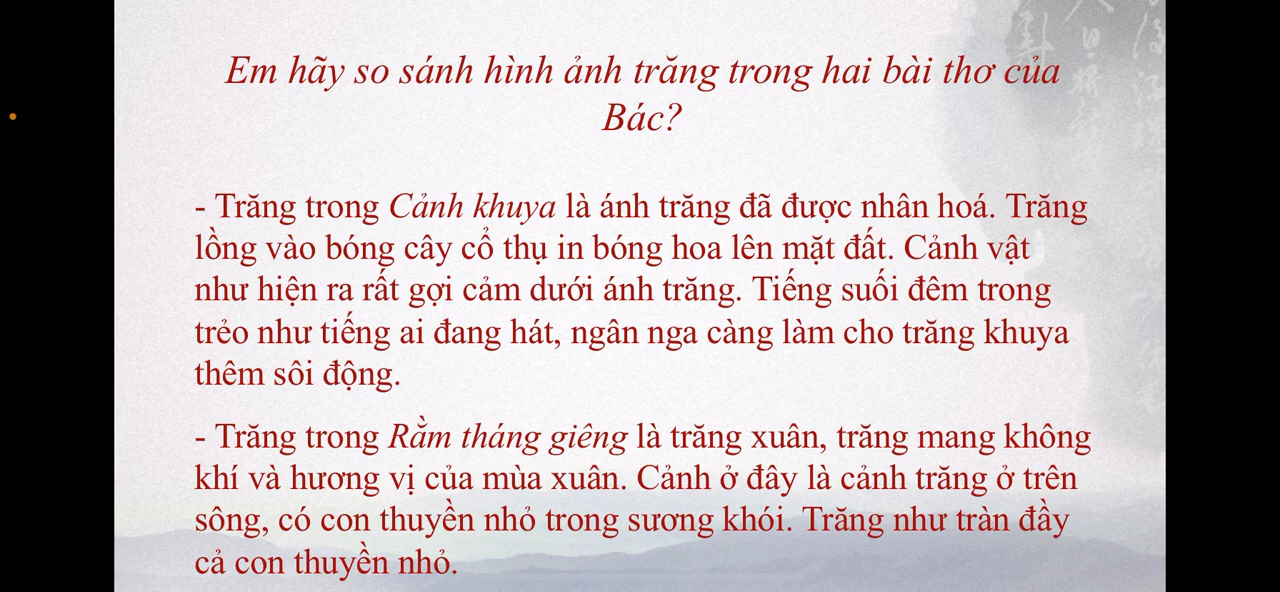 Em hãy so sánh hình ảnh trăng trong hai bài thơ của
Bác?
- Trăng trong Cảnh khuya là ánh trăng đã được nhân hoá. Trăng
lồng vào bóng cây cổ thụ in bóng hoa lên mặt đất. Cảnh vật
như hiện ra rất gợi cảm dưới ánh trăng. Tiếng suối đêm trong
trẻo như tiếng ai đang hát, ngân nga càng làm cho trăng khuya
thêm sôi động.
- Trăng trong Rằm tháng giêng là trăng xuân, trăng mang không
khí và hương vị của mùa xuân. Cảnh ở đây là cảnh trăng ở trên
sông, có con thuyền nhỏ trong sương khói. Trăng như tràn đầy
cả con thuyền nhỏ.